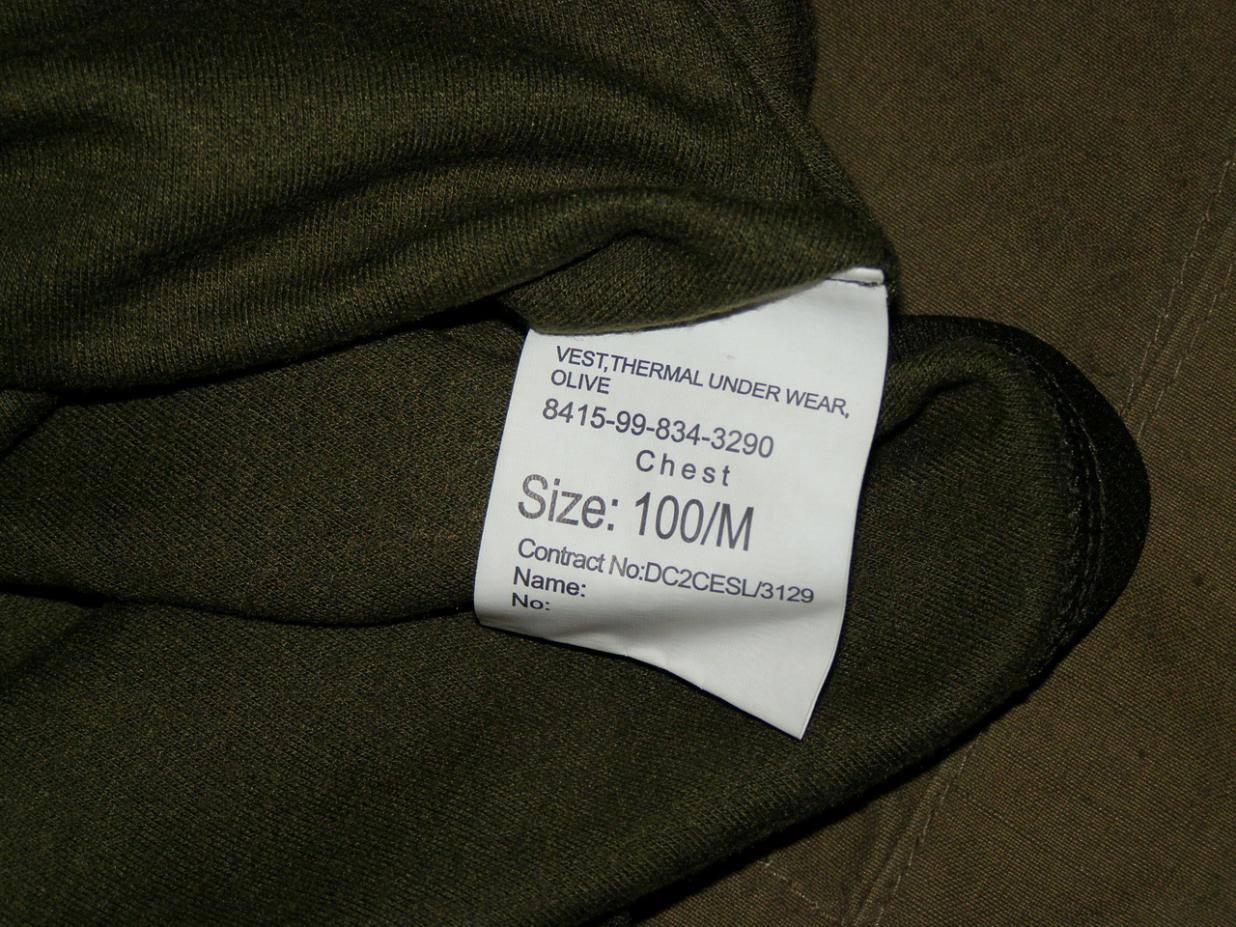 VEST,THERMAL UNDER WEAR,
OLIVE
8415-99-834-3290
Chest
Size: 100/M
Contract No:DC2CESL/3129
Name:
No: